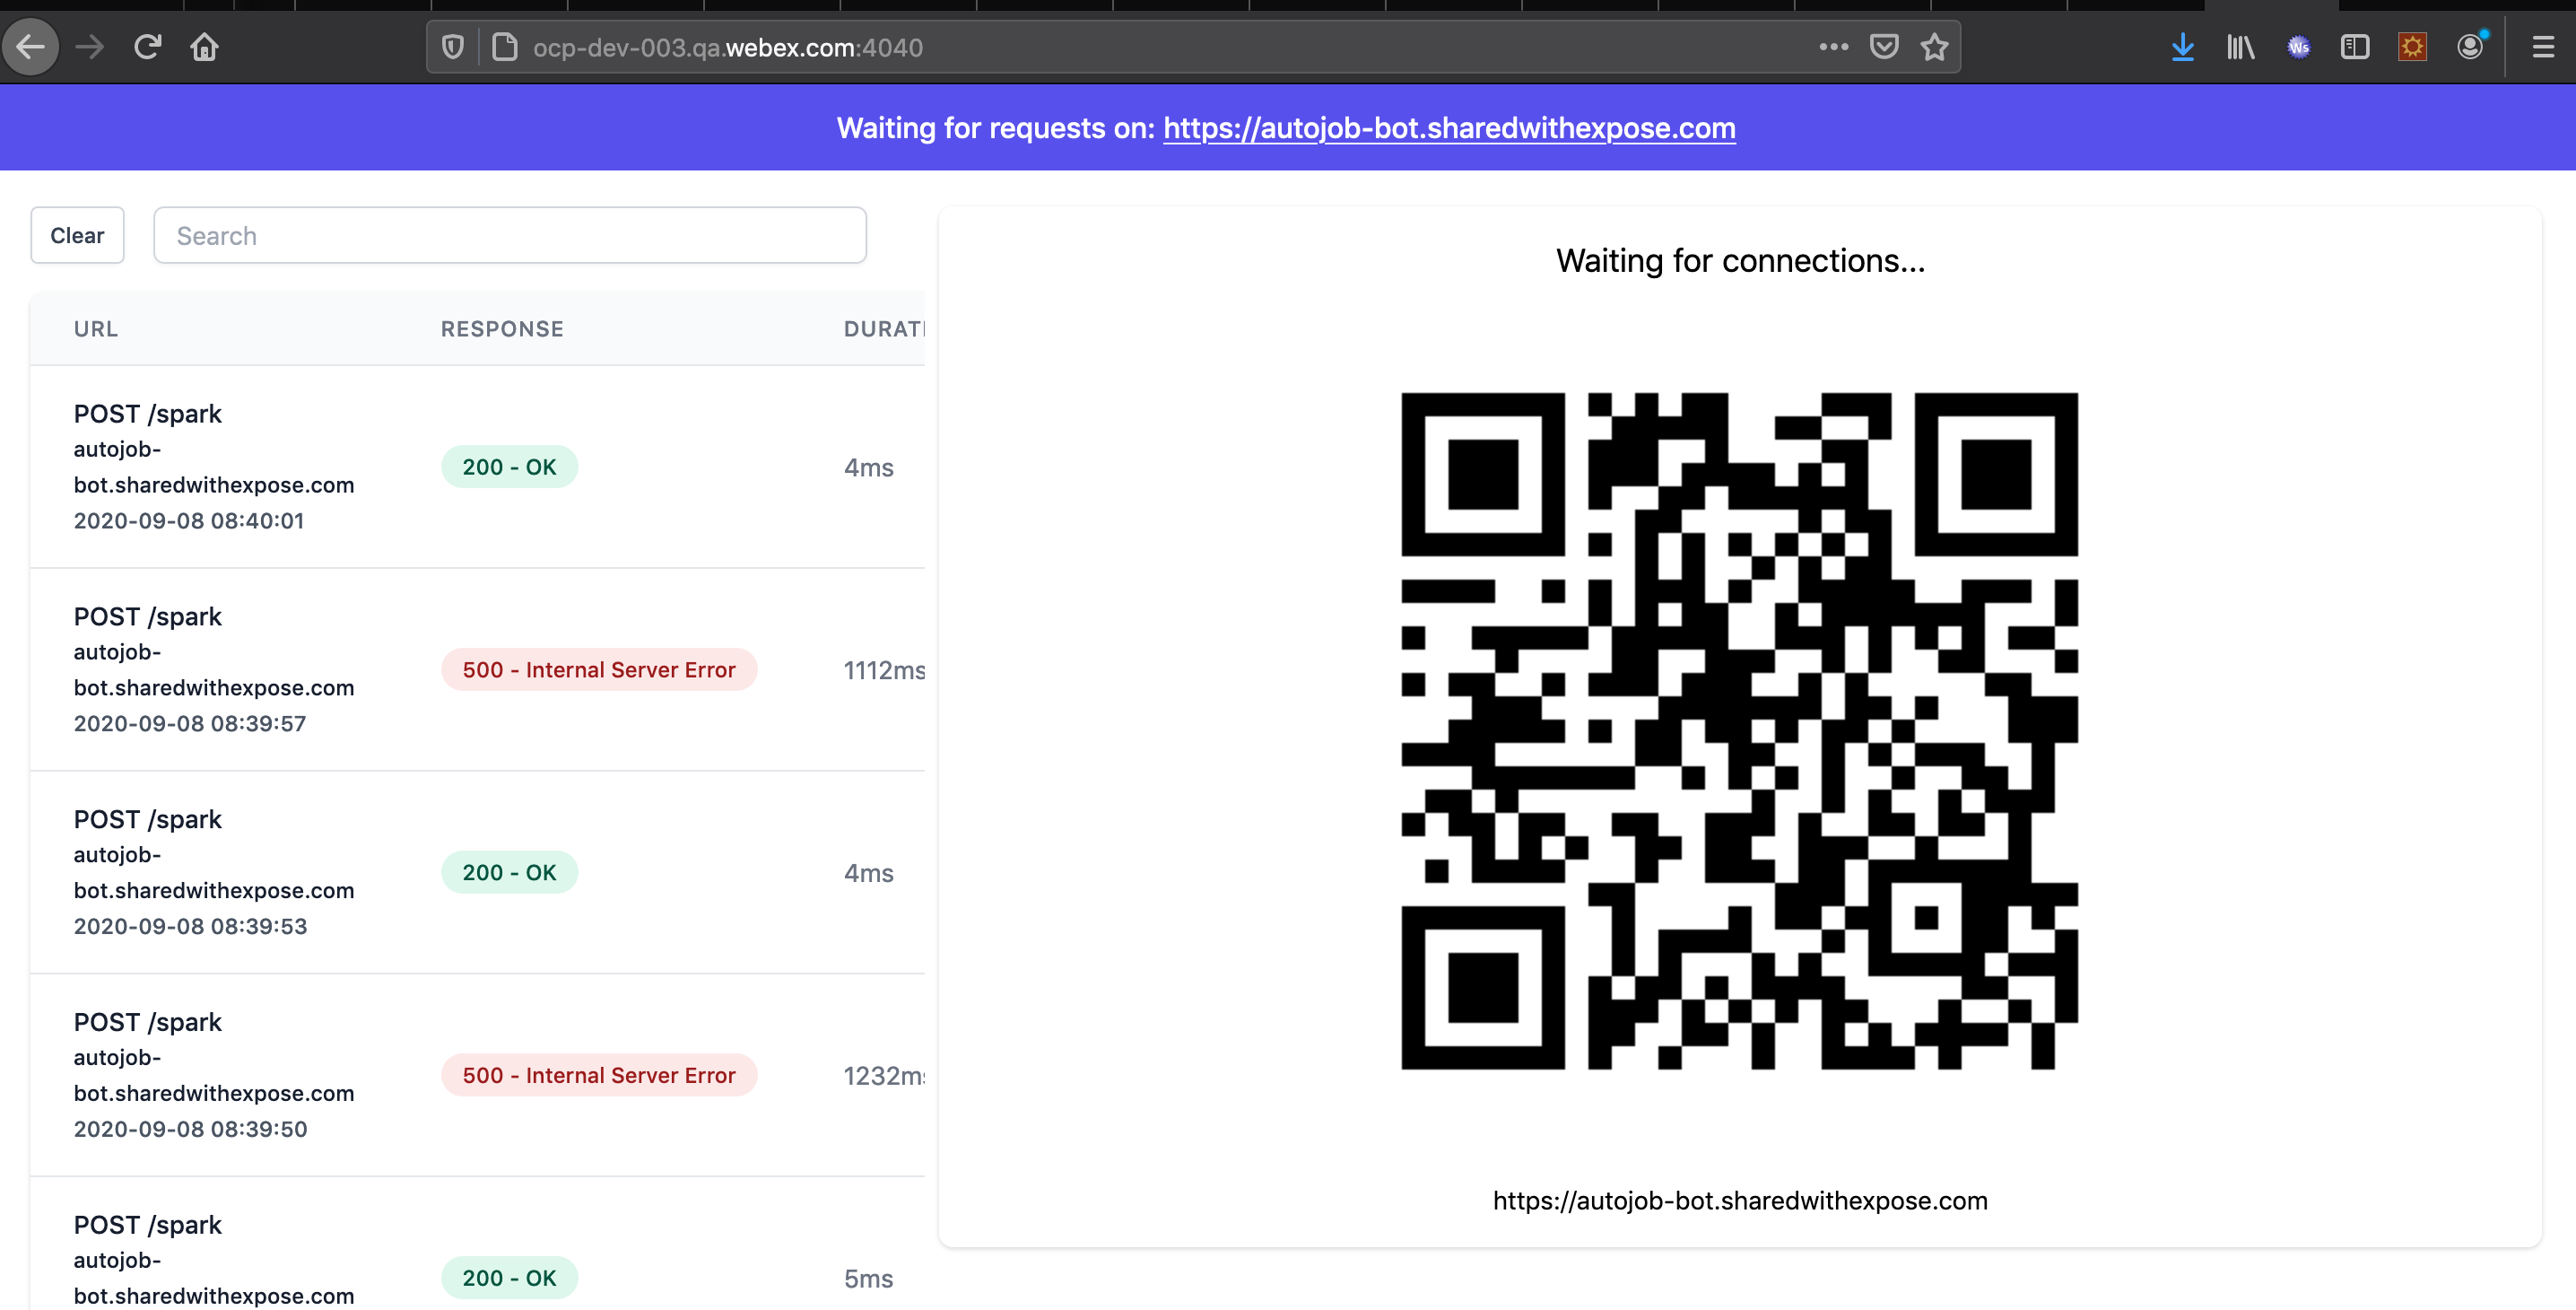 ocp-dev-003.qa.webex.com:4040
Ws
Waiting for requests on: https://autojob-bot.sharedwithexpose.com
Clear
Search
URL RESPONSE DURATI
POST /spark
autojob-
bot.sharedwithexpose.com
2020-09-08 08:40:01
200 - OK
4ms
POST /spark
autojob-
bot.sharedwithexpose.com
2020-09-08 08:39:57
500 - Internal Server Error
1112ms
POST /spark
autojob-
bot.sharedwithexpose.com
2020-09-08 08:39:53
200 - OK
4ms
POST /spark
autojob-
bot.sharedwithexpose.com
2020-09-08 08:39:50
500 - Internal Server Error
1232ms
POST /spark
autojob-
bot.sharedwithexpose.com
200 - OK
5ms
Waiting for connections...
https://autojob-bot.sharedwithexpose.com